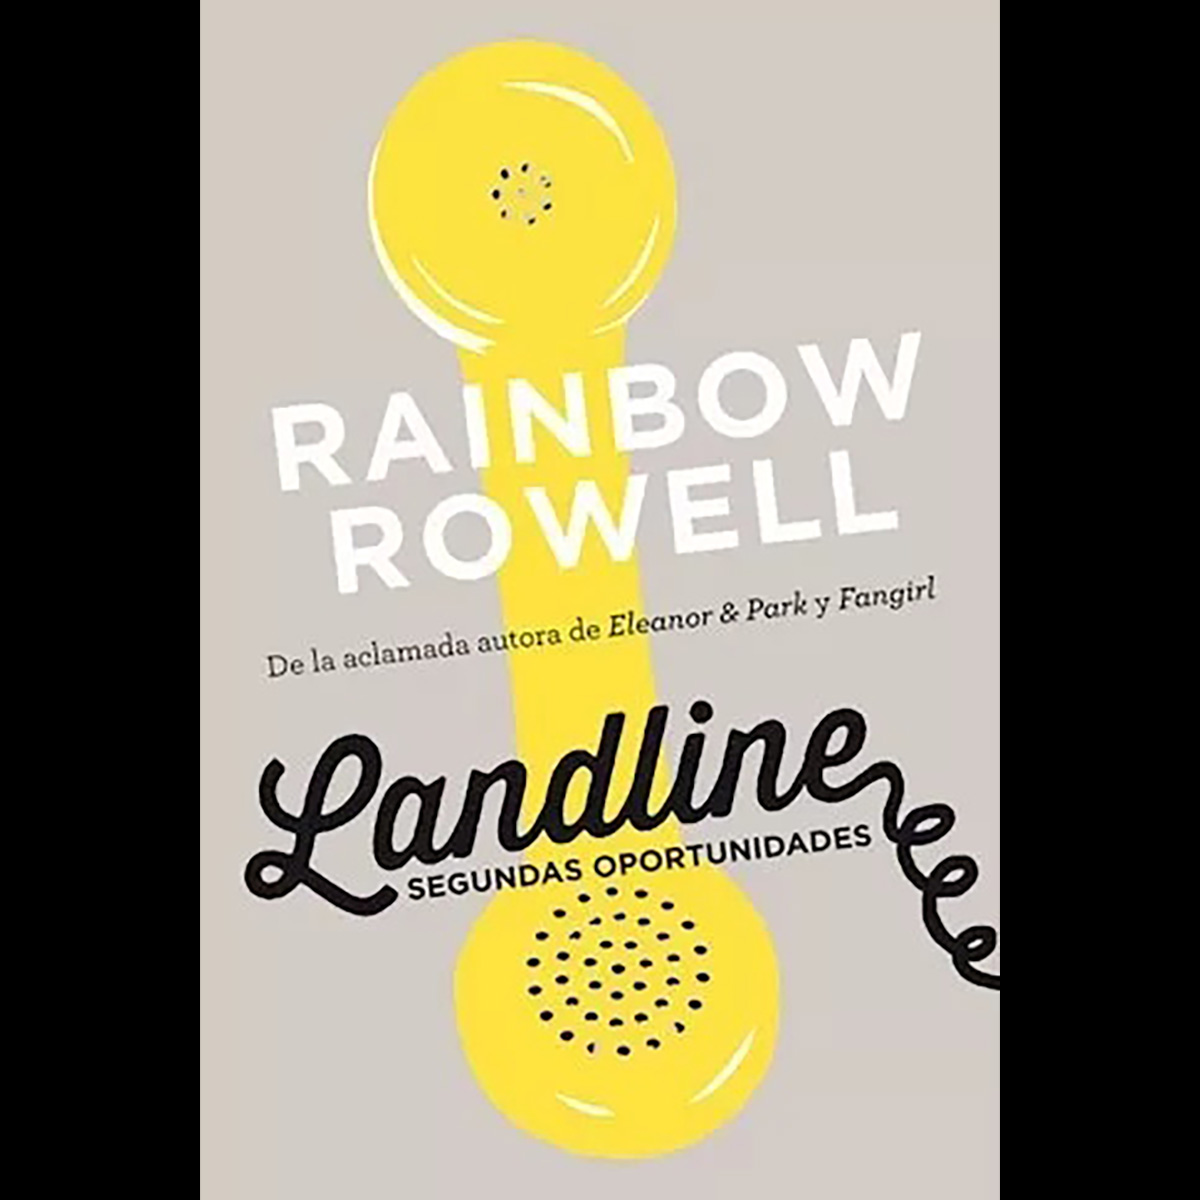 RAINBOW
ROWELL
De la aclamada autora de Eleanor & Park y Fangirl
Landline
SEGUNDAS OPORTUNIDADES